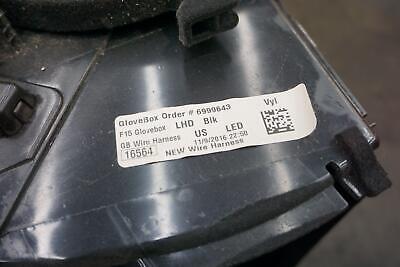 GloveBox Order # 6999643
F15 Glovebox LHD Blk Vyl
GB Wire Harness US LED
16564 11/9/2016 22:50
NEW Wire Harness